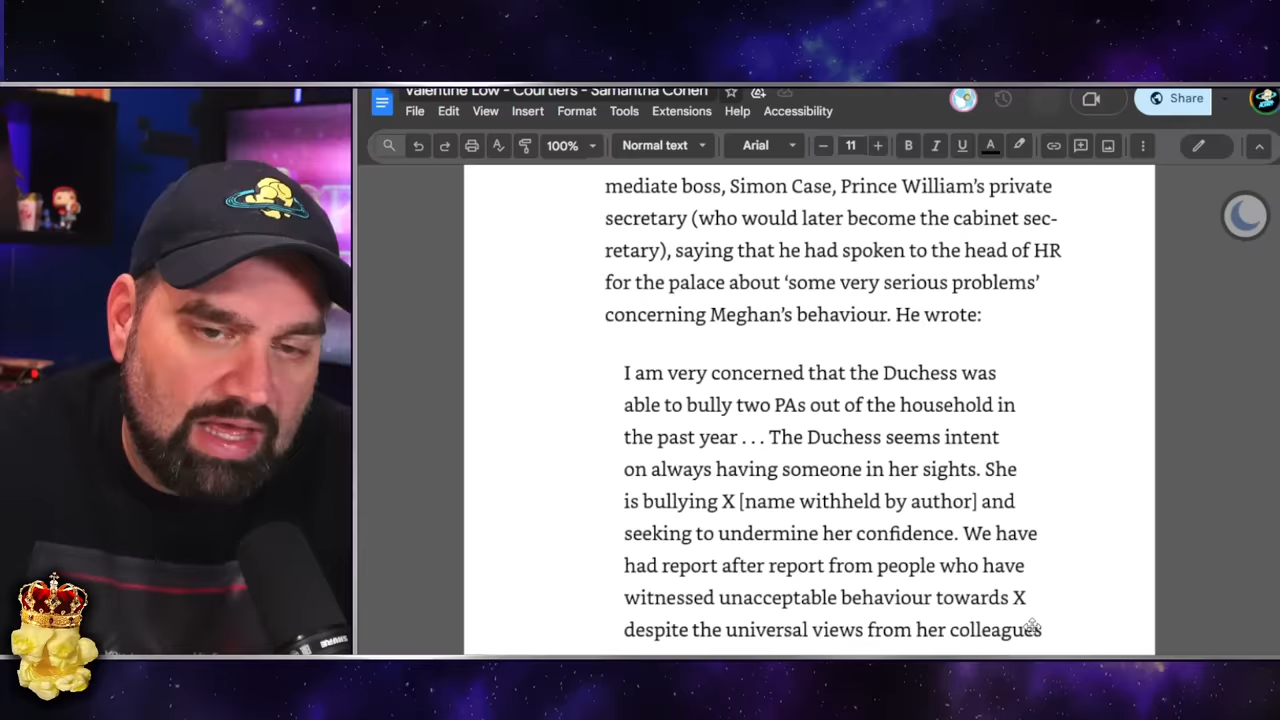 Valentine Low - Courtiers - Samantha Cohen
File Edit View Insert Format Tools Extensions Help Accessibility
Share
100% Normal text Arial 11 B I U A
mediate boss, Simon Case, Prince William’s private
secretary (who would later become the cabinet sec-
retary), saying that he had spoken to the head of HR
for the palace about ‘some very serious problems’
concerning Meghan’s behaviour. He wrote:
I am very concerned that the Duchess was
able to bully two PAs out of the household in
the past year . . . The Duchess seems intent
on always having someone in her sights. She
is bullying X [name withheld by author] and
seeking to undermine her confidence. We have
had report after report from people who have
witnessed unacceptable behaviour towards X
despite the universal views from her colleagues